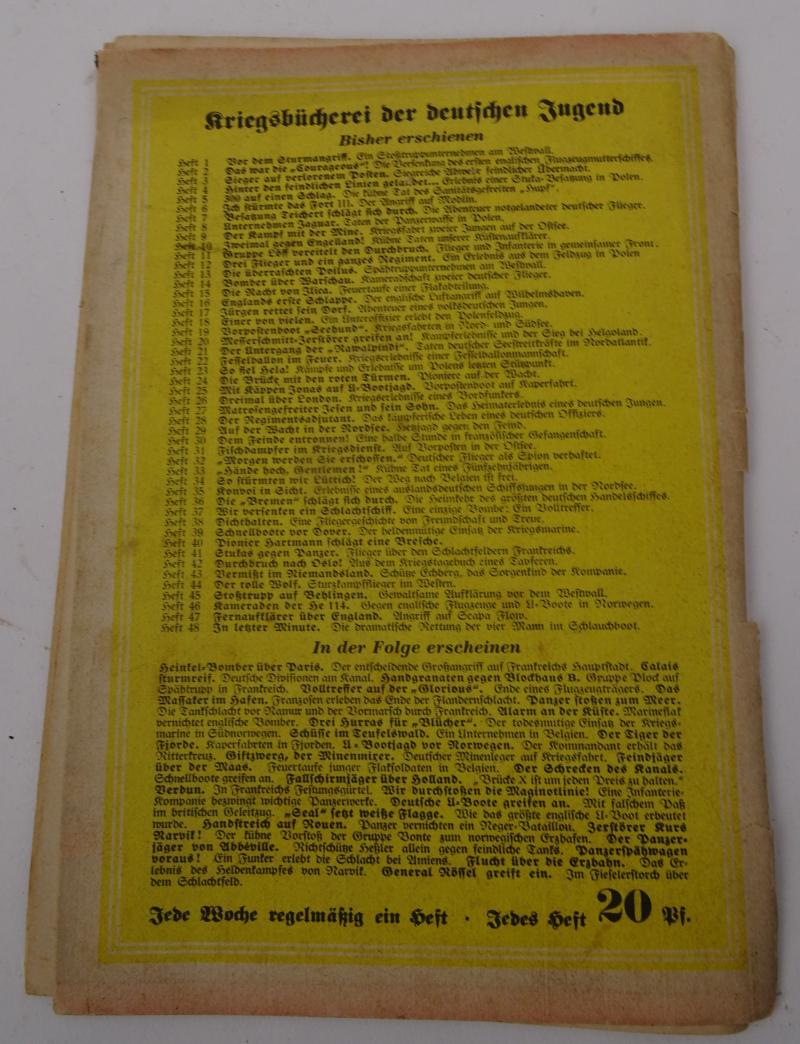 Kriegsbücherei der deutschen Jugend
Bisher erschienen
Heft 1 Vor dem Sturmangriff. Ein Stoßtruppunternehmen am Westwall.
Heft 2 Das war die „Courageous“! Die Versenkung des ersten englischen Flugzeugmutterschiffes.
Heft 3 Sieger auf verlorenem Posten. Siegreiche Abwehr feindlicher Übermacht.
Heft 4 Hinter den feindlichen Linien gelandet... Erlebnis einer Stuka-Besatzung in Polen.
Heft 5 300 auf einen Schlag. Die kühne Tat des Sanitätsgefreiten „Hupf“.
Heft 6 Ich stürmte das Fort III. Der Angriff auf Modlin.
Heft 7 Besatzung Teichert schlägt sich durch. Die Abenteuer notgelandeter deutscher Flieger.
Heft 8 Unternehmen Jaguar. Taten der Panzerwaffe in Polen.
Heft 9 Der Kampf mit der Mine. Kriegsfahrt zweier Jungen auf der Ostsee.
Heft 10 Zweimal gegen Engelland! Kühne Taten unserer Küstenaufklärer.
Heft 11 Gruppe Löff vereitelt den Durchbruch. Flieger und Infanterie in gemeinsamer Front.
Heft 12 Drei Flieger und ein ganzes Regiment. Ein Erlebnis aus dem Feldzug in Polen
Heft 13 Die überraschten Poilus. Spähtruppunternehmen am Westwall.
Heft 14 Bomber über Warschau. Kameradschaft zweier deutscher Flieger.
Heft 15 Die Nacht von Ilica. Feuertaufe einer Flakabteilung.
Heft 16 Englands erste Schlappe. Der englische Luftangriff auf Wilhelmshaven.
Heft 17 Jürgen rettet sein Dorf. Abenteuer eines volksdeutschen Jungen.
Heft 18 Einer von vielen. Ein Unteroffizier erlebt den Polenfeldzug.
Heft 19 Vorpostenboot „Seehund“. Kriegsfahrten in Nord- und Südsee.
Heft 20 Messerschmitt-Zerstörer greifen an! Kampferlebnisse und der Sieg bei Helgoland.
Heft 21 Der Untergang der „Rawalpindi“. Taten deutscher Seestreitkräfte im Nordatlantik.
Heft 22 Fesselballon im Feuer. Kriegserlebnisse einer Fesselballonmannschaft.
Heft 23 So fiel Hela! Kämpfe und Erlebnisse um Polens letzten Stützpunkt.
Heft 24 Die Brücke mit den roten Türmen. Pioniere auf der Wacht.
Heft 25 Mit Käppen Jonas auf U-Bootjagd. Vorpostenboot auf Kaperfahrt.
Heft 26 Dreimal über London. Kriegserlebnisse eines Bordfunkers.
Heft 27 Matrosengefreiter Jesen und sein Sohn. Das Heimaterlebnis eines deutschen Jungen.
Heft 28 Der Regimentsadjutant. Das kämpferische Leben eines deutschen Offiziers.
Heft 29 Auf der Wacht in der Nordsee. Hetzjagd gegen den Feind.
Heft 30 Dem Feinde entronnen! Eine halbe Stunde in französischer Gefangenschaft.
Heft 31 Fischdampfer im Kriegsdienst. Auf Vorposten in der Ostsee.
Heft 32 „Morgen werden Sie erschossen.“ Deutscher Flieger als Spion verhaftet.
Heft 33 „Hände hoch, Gentlemen!“ Kühne Tat eines Fünfzehnjährigen.
Heft 34 So stürmten wir Lüttich! Der Weg nach Belgien ist frei.
Heft 35 Konvoi in Sicht. Erlebnisse eines auslandsdeutschen Schiffsjungen in der Nordsee.
Heft 36 Die „Bremen“ schlägt sich durch. Die Heimkehr des größten deutschen Handelsschiffes.
Heft 37 Wir versenken ein Schlachtschiff. Eine einzige Bombe: Ein Volltreffer.
Heft 38 Dichthalten. Eine Fliegergeschichte von Freundschaft und Treue.
Heft 39 Schnellboote vor Dover. Der heldenmütige Einsatz der Kriegsmarine.
Heft 40 Pionier Hartmann schlägt eine Bresche.
Heft 41 Stukas gegen Panzer. Flieger über den Schlachtfeldern Frankreichs.
Heft 42 Durchbruch nach Oslo! Aus dem Kriegstagebuch eines Tapferen.
Heft 43 Vermißt im Niemandsland. Schütze Echberg, das Sorgenkind der Kompanie.
Heft 44 Der tolle Wolf. Sturzkampfflieger im Westen.
Heft 45 Stoßtrupp auf Bethlingen. Gewaltsame Aufklärung vor dem Westwall.
Heft 46 Kameraden der He 114. Gegen englische Flugzeuge und U-Boote in Norwegen.
Heft 47 Fernaufklärer über England. Angriff auf Scapa Flow.
Heft 48 In letzter Minute. Die dramatische Rettung der vier Mann im Schlauchboot.
In der Folge erscheinen
Heinkel-Bomber über Paris. Der entscheidende Großangriff auf Frankreichs Hauptstadt. Calais
sturmreif. Deutsche Divisionen am Kanal. Handgranaten gegen Blockhaus B. Gruppe Block auf
Spähtrupp in Frankreich. Volltreffer auf der „Glorious“. Ende eines Flugzeugträgers. Das
Massaker im Hafen. Franzosen erleben das Ende der Flandernschlacht. Panzer stoßen zum Meer.
Die Tankschlacht vor Namur und der Vormarsch durch Frankreich. Alarm an der Küste. Marineflak
vernichtet englische Bomber. Drei Hurras für „Blücher“. Der todesmutige Einsatz der Kriegs-
marine in Südnorwegen. Schüsse im Teufelswald. Ein Unternehmen in Belgien. Der Tiger der
Fjorde. Kaperfahrten in Fjorden. U-Bootjagd vor Norwegen. Der Kommandant erhält das
Ritterkreuz. Giftzwerg, der Minenmixer. Deutscher Minenleger auf Kriegsfahrt. Feindjäger
über der Maas. Feuertaufe junger Flaksoldaten in Belgien. Der Schrecken des Kanals.
Schnellboote greifen an. Fallschirmjäger über Holland. „Brücke X ist um jeden Preis zu halten.“
Verdun. In Frankreichs Festungsgürtel. Wir durchstoßen die Maginotlinie! Eine Infanterie-
Kompanie bezwingt wichtige Panzerwerke. Deutsche U-Boote greifen an. Mit falschem Paß
im britischen Geleitzug. „Seal“ setzt weiße Flagge. Wie das größte englische U-Boot erbeutet
wurde. Handstreich auf Rouen. Panzer vernichten ein Neger-Bataillon. Zerstörer Kurs
Narvik! Der kühne Vorstoß der Gruppe Bonte zum norwegischen Erzhafen. Der Panzer-
jäger von Abbéville. Richtschütze Heßler allein gegen feindliche Tanks. Panzerspähwagen
voraus! Ein Funker erlebt die Schlacht bei Amiens. Flucht über die Erzbahn. Das Er-
lebnis des Heldenkampfes von Narvik. General Rössel greift ein. Im Fieselerstorch über
dem Schlachtfeld.
Jede Woche regelmäßig ein Heft · Jedes Heft 20 Pf.